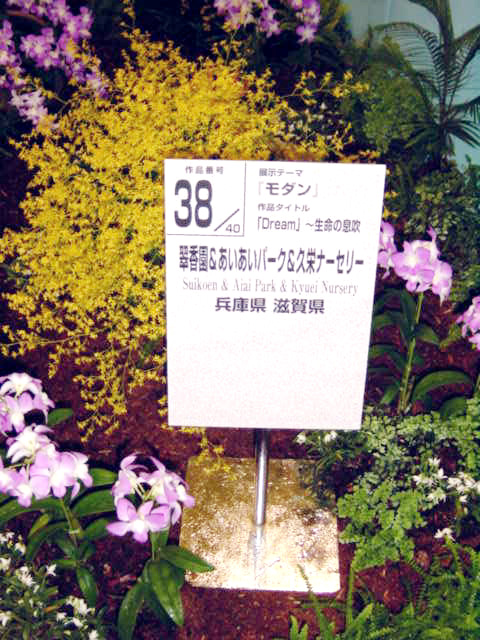 作品番号
38/40
展示テーマ
「モダン」
作品タイトル
「Dream」~生命の息吹
翠香園&あいあいパーク&久栄ナーセリー
Suikoen & Aiai Park & Kyuei Nursery
兵庫県 滋賀県